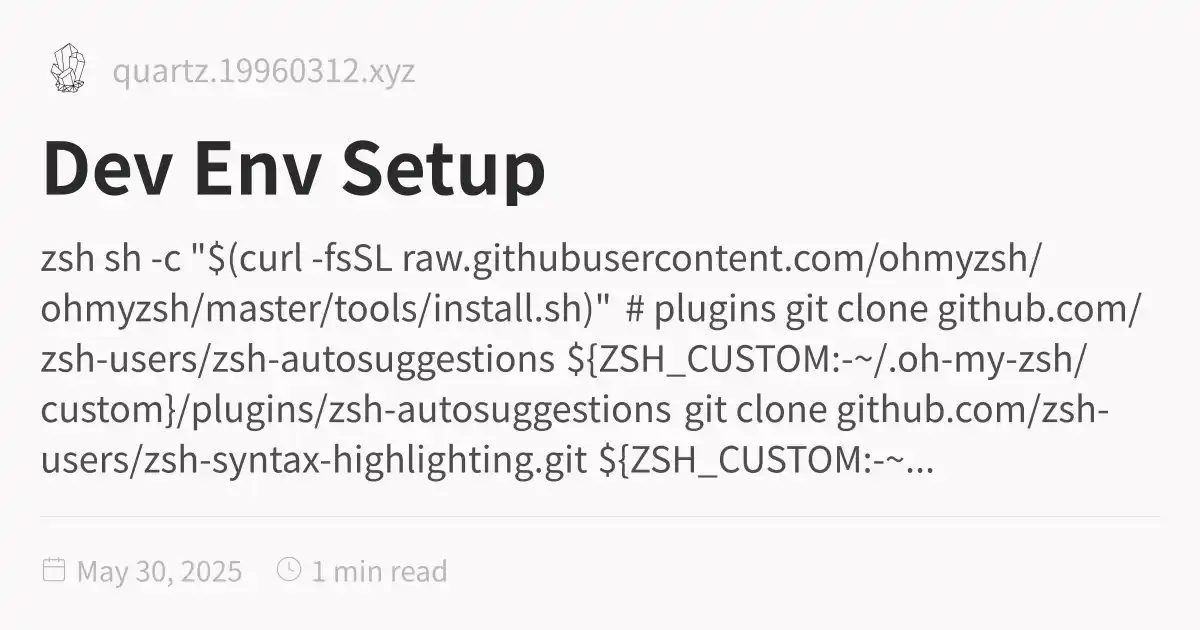 quartz.19960312.xyz
Dev Env Setup
zsh sh -c "$(curl -fsSL raw.githubusercontent.com/ohmyzsh/
ohmyzsh/master/tools/install.sh)" # plugins git clone github.com/
zsh-users/zsh-autosuggestions ${ZSH_CUSTOM:-~/.oh-my-zsh/
custom}/plugins/zsh-autosuggestions git clone github.com/zsh-
users/zsh-syntax-highlighting.git ${ZSH_CUSTOM:-~...
May 30, 2025 1 min read